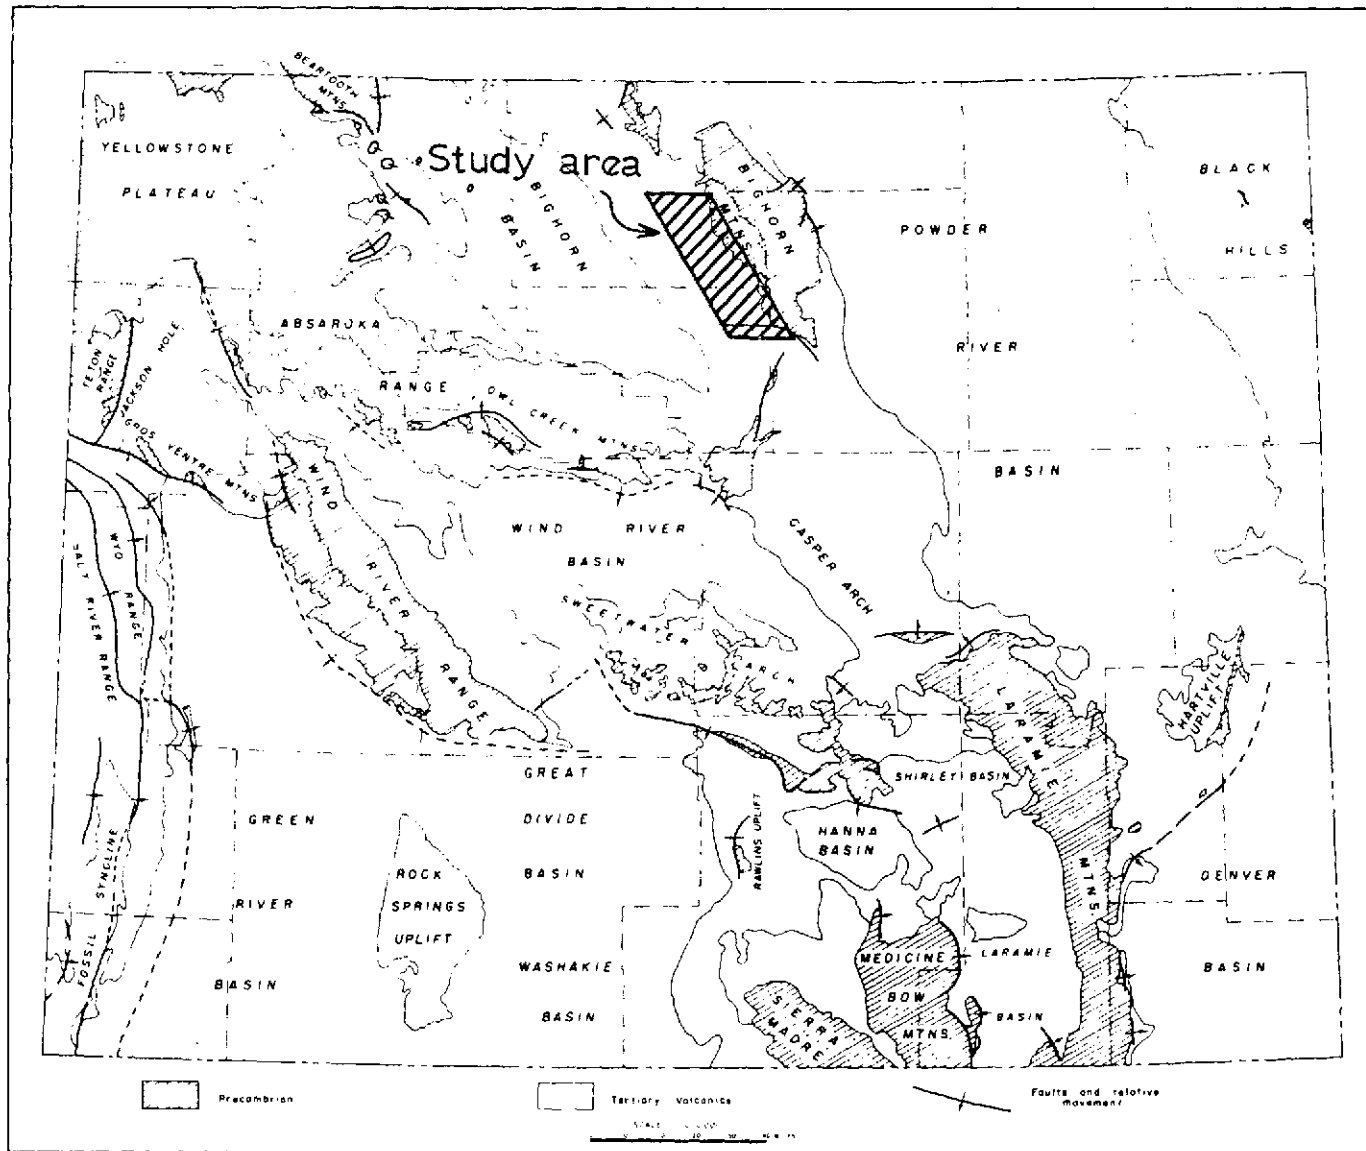 BEARTOOTH
MTNS
YELLOWSTONE
PLATEAU
Study area
BIGHORN
BASIN
BIGHORN
MTNS
POWDER
RIVER
BASIN
BLACK
HILLS
ABSAROKA
RANGE
TETON
RANGE
JACKSON HOLE
GROS VENTRE MTNS
OWL CREEK MTNS
WIND
RIVER
RANGE
WIND RIVER
BASIN
CASPER ARCH
SWEETWATER
ARCH
WYO
RANGE
SALT
RIVER RANGE
LARAMIE
MTNS.
HARTVILLE
UPLIFT
GREAT
DIVIDE
BASIN
SHIRLEY BASIN
HANNA
BASIN
RAWLINS UPLIFT
GREEN
RIVER
BASIN
ROCK
SPRINGS
UPLIFT
FOSSIL
SYNCLINE
WASHAKIE
BASIN
MEDICINE
BOW
MTNS.
SIERRA
MADRE
LARAMIE
BASIN
DENVER
BASIN
Precambrian
Tertiary Volcanics
Faults and relative
movement
SCALE